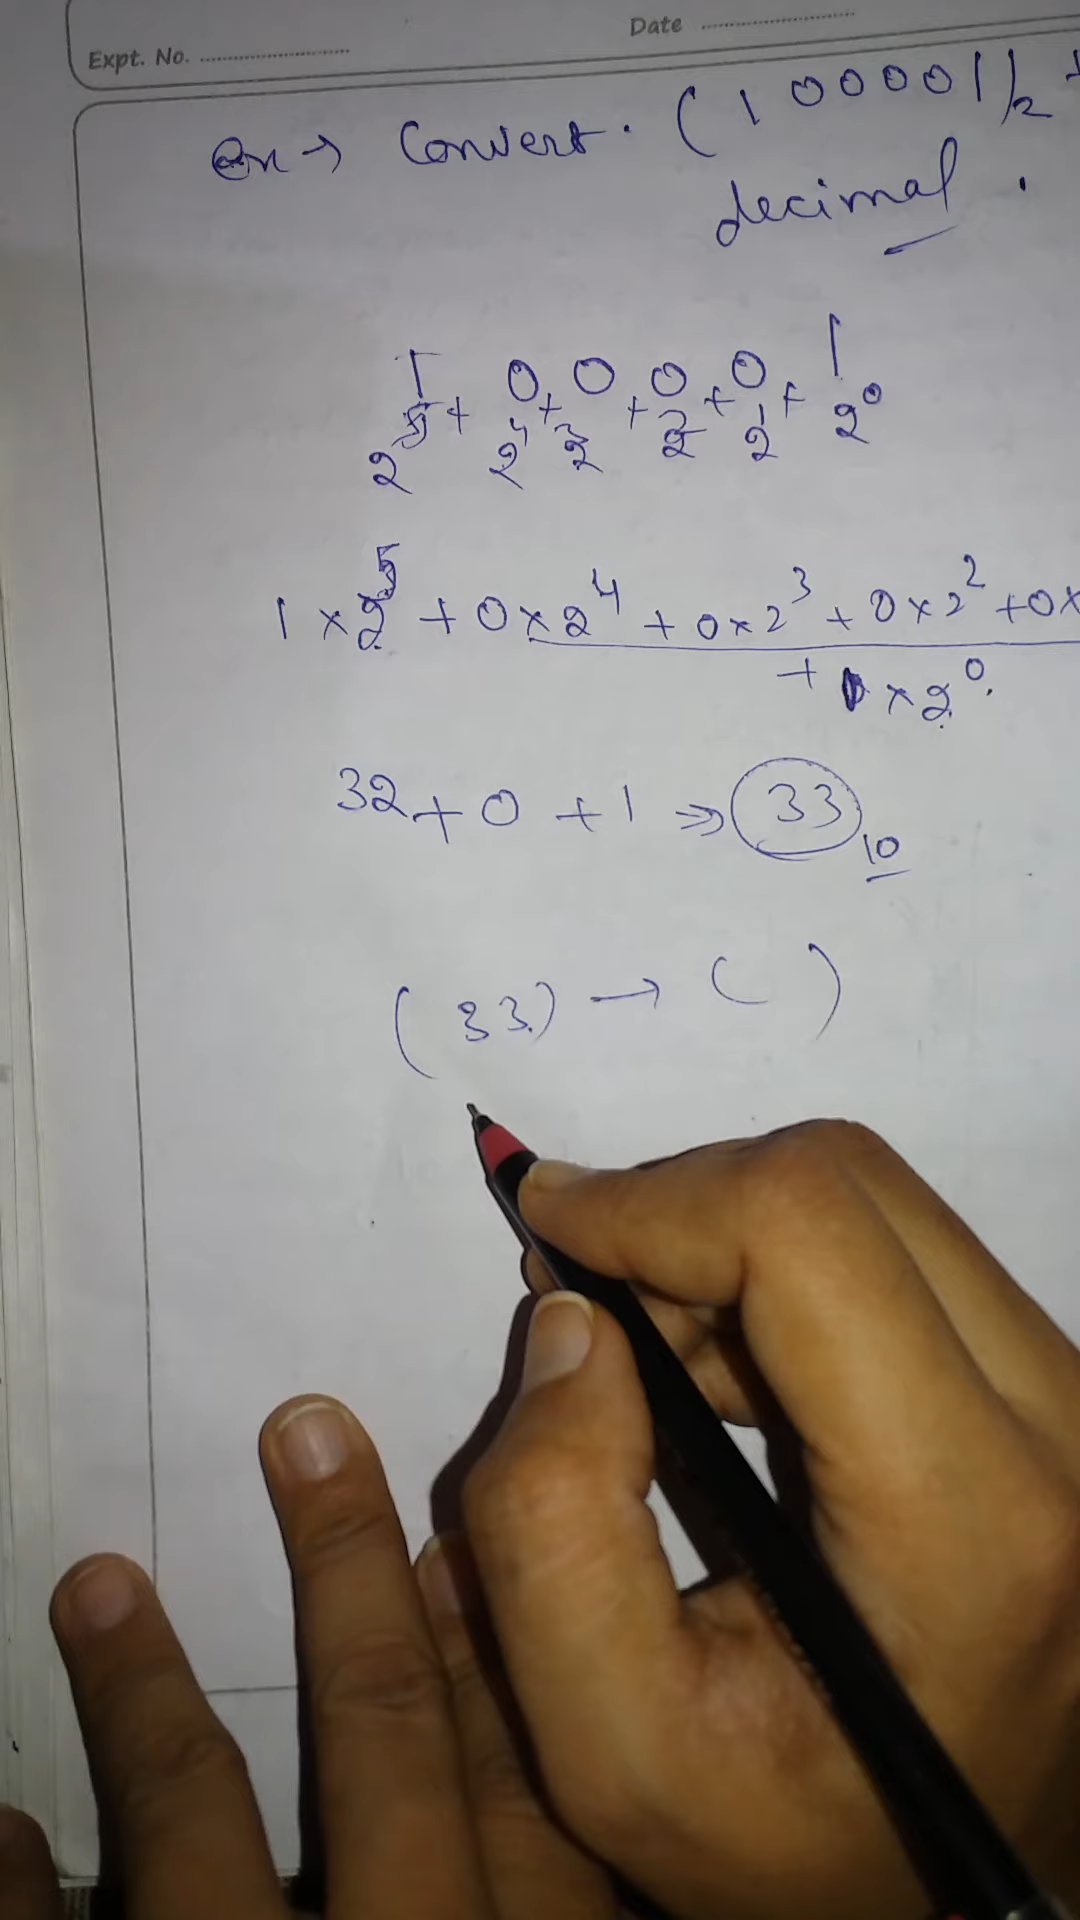 Date ..................
Expt. No. ..................
Ex → Convert. (100001)₂
decimal.
1 0 0 0 0 1
2⁵ + 2⁴ + 2³ + 2² + 2¹ + 2⁰
1 × 2⁵ + 0 × 2⁴ + 0 × 2³ + 0 × 2² + 0 ×
+ 1 × 2⁰.
32 + 0 + 1 ⇒ 33 ₁₀
(33) → ( )